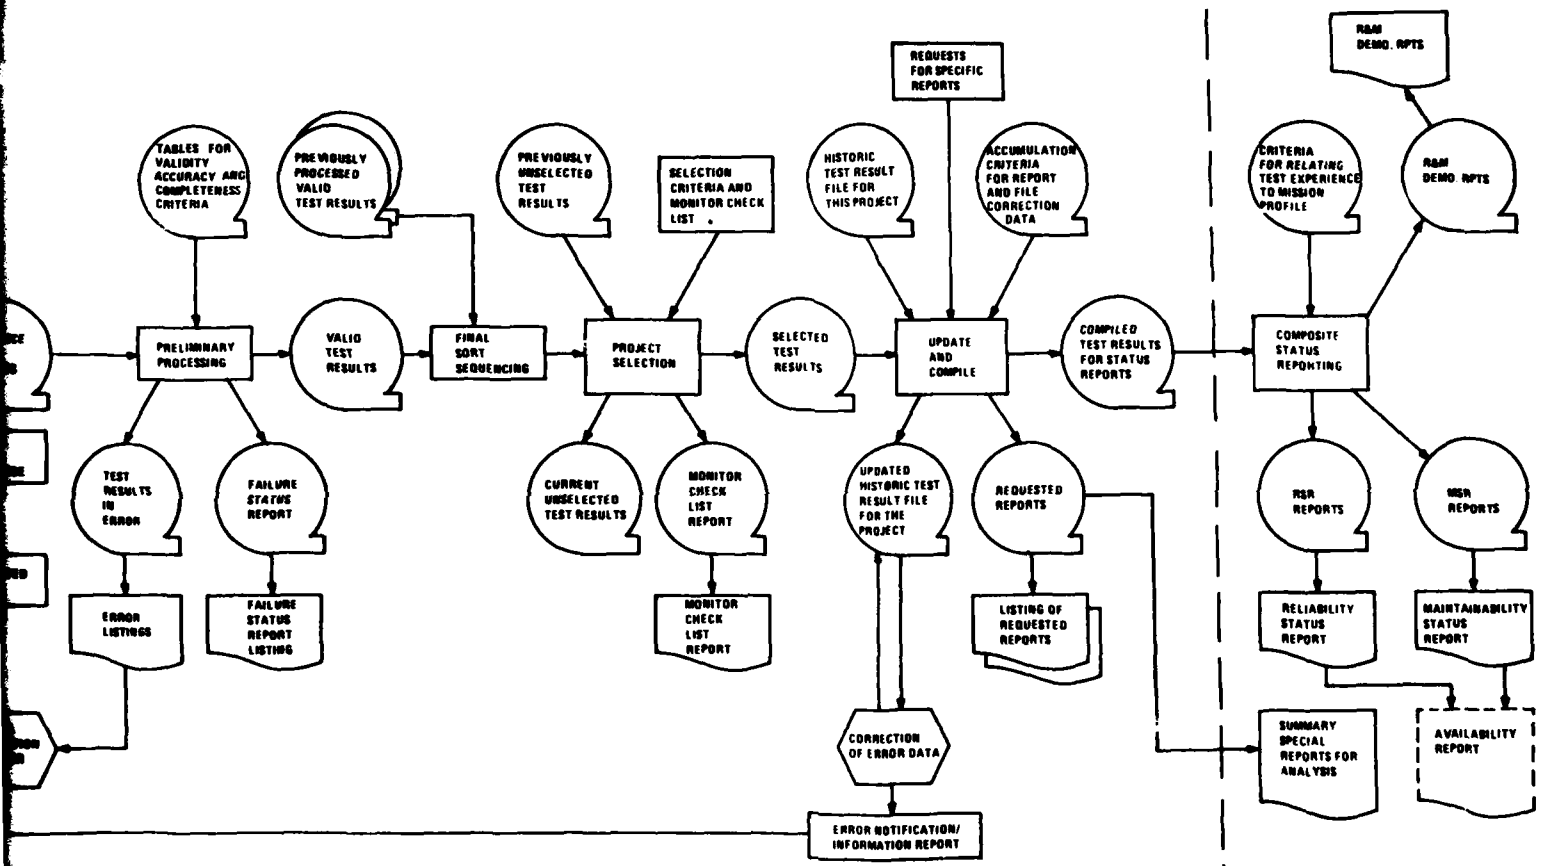 R&M
DEMO. RPTS
REQUESTS
FOR SPECIFIC
REPORTS
TABLES FOR
VALIDITY
ACCURACY AND
COMPLETENESS
CRITERIA
PREVIOUSLY
PROCESSED
VALID
TEST RESULTS
PREVIOUSLY
UNSELECTED
TEST
RESULTS
SELECTION
CRITERIA AND
MONITOR CHECK
LIST
HISTORIC
TEST RESULT
FILE FOR
THIS PROJECT
ACCUMULATION
CRITERIA
FOR REPORT
AND FILE
CORRECTION
DATA
CRITERIA
FOR RELATING
TEST EXPERIENCE
TO MISSION
PROFILE
R&M
DEMO. RPTS
PRELIMINARY
PROCESSING
VALID
TEST
RESULTS
FINAL
SORT
SEQUENCING
PROJECT
SELECTION
SELECTED
TEST
RESULTS
UPDATE
AND
COMPILE
COMPILED
TEST RESULTS
FOR STATUS
REPORTS
COMPOSITE
STATUS
REPORTING
TEST
RESULTS
IN
ERROR
FAILURE
STATUS
REPORT
CURRENT
UNSELECTED
TEST RESULTS
MONITOR
CHECK
LIST
REPORT
UPDATED
HISTORIC TEST
RESULT FILE
FOR THE
PROJECT
REQUESTED
REPORTS
RSR
REPORTS
MSR
REPORTS
ERROR
LISTINGS
FAILURE
STATUS
REPORT
LISTING
MONITOR
CHECK
LIST
REPORT
LISTING OF
REQUESTED
REPORTS
RELIABILITY
STATUS
REPORT
MAINTAINABILITY
STATUS
REPORT
CORRECTION
OF ERROR DATA
SUMMARY
SPECIAL
REPORTS FOR
ANALYSIS
AVAILABILITY
REPORT
ERROR NOTIFICATION/
INFORMATION REPORT